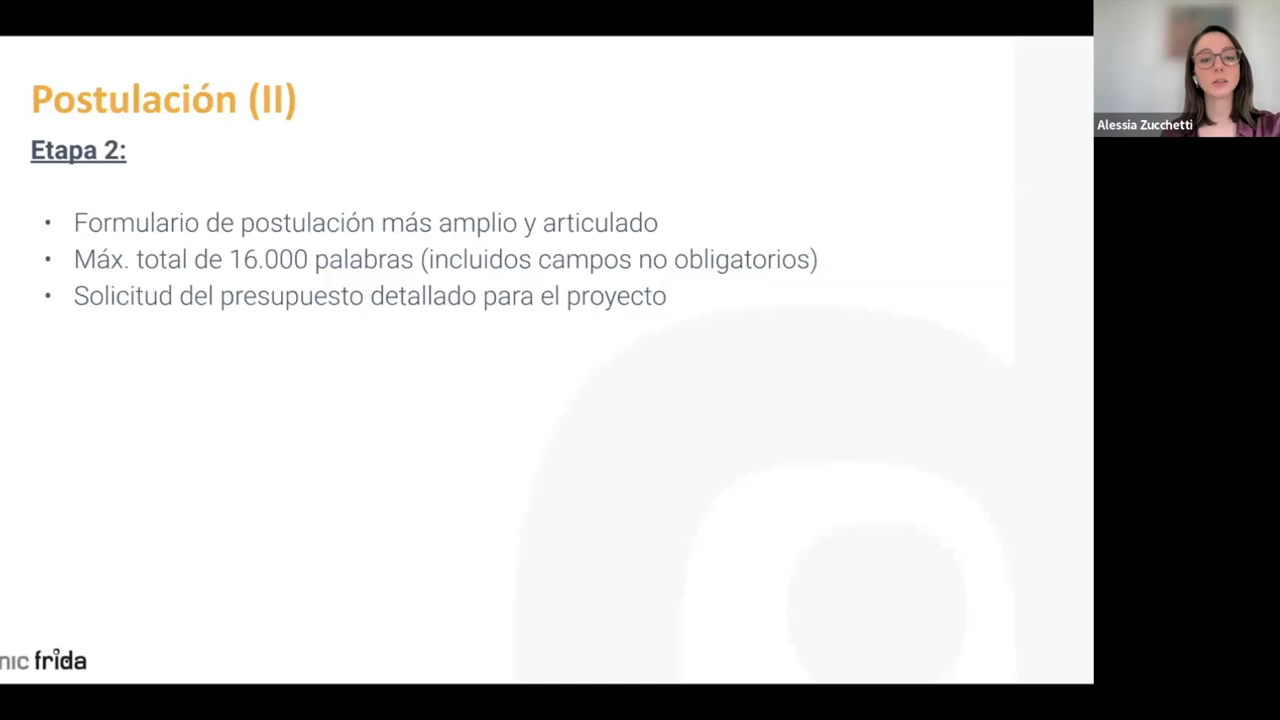 Postulación (II)
Etapa 2:
• Formulario de postulación más amplio y articulado
• Máx. total de 16.000 palabras (incluidos campos no obligatorios)
• Solicitud del presupuesto detallado para el proyecto
nic frida
Alessia Zucchetti